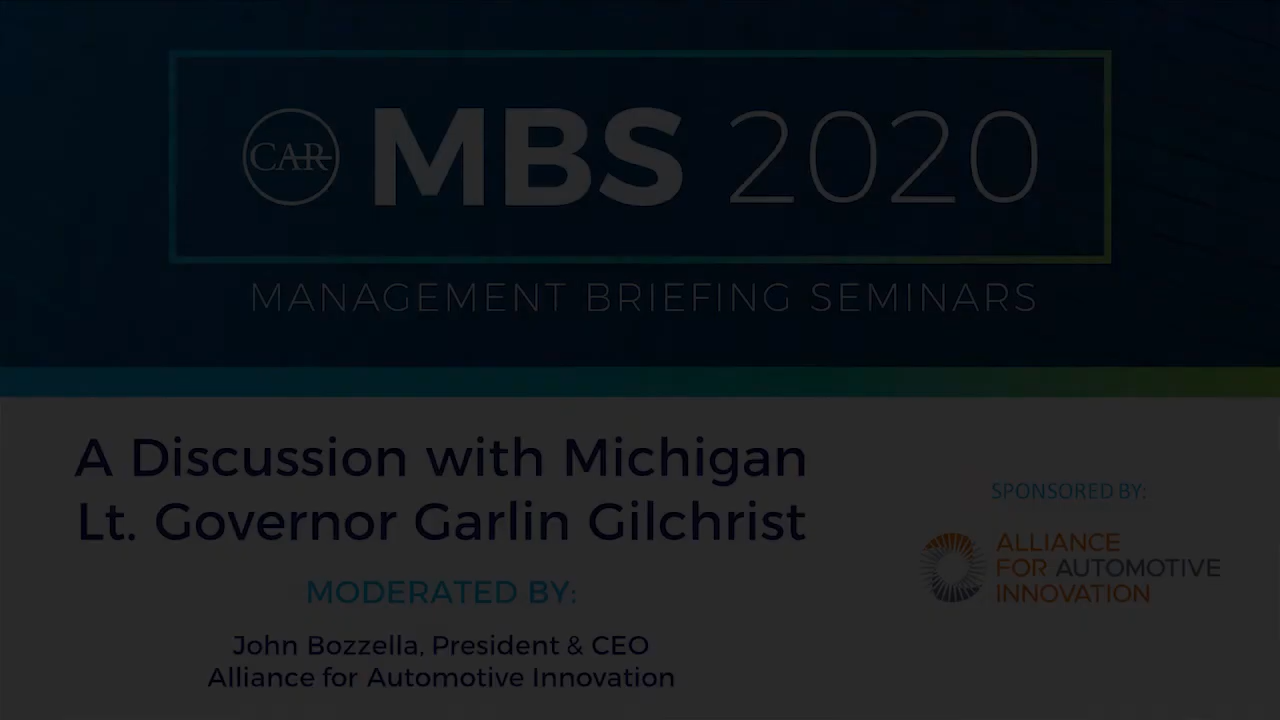 CAR MBS 2020
MANAGEMENT BRIEFING SEMINARS
A Discussion with Michigan
Lt. Governor Garlin Gilchrist
MODERATED BY:
John Bozzella, President & CEO
Alliance for Automotive Innovation
SPONSORED BY:
ALLIANCE
FOR AUTOMOTIVE
INNOVATION